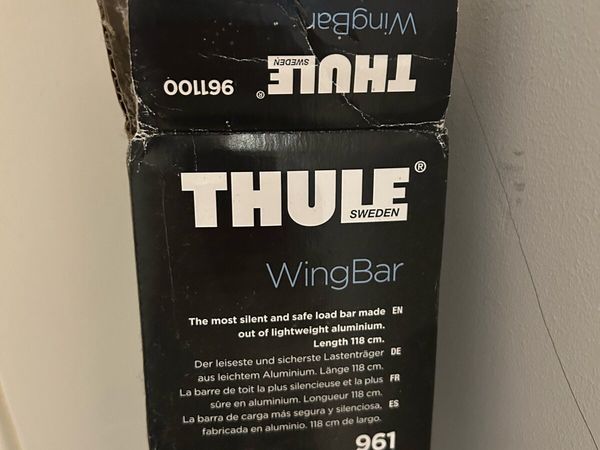 WingBar
THULE®
SWEDEN
961100
THULE®
SWEDEN
WingBar
The most silent and safe load bar made EN
out of lightweight aluminium.
Length 118 cm.
Der leiseste und sicherste Lastenträger DE
aus leichtem Aluminium. Länge 118 cm.
La barre de toit la plus silencieuse et la plus FR
sûre en aluminium. Longueur 118 cm.
La barra de carga más segura y silenciosa, ES
fabricada en aluminio. 118 cm de largo.
961